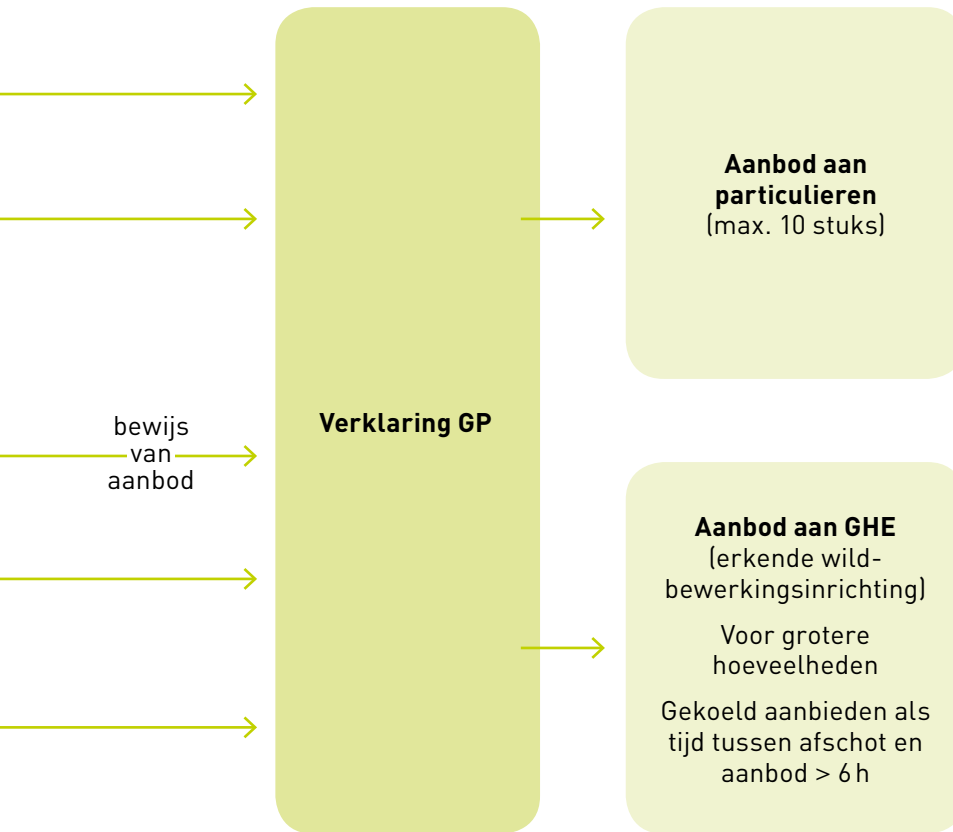 bewijs
van
aanbod
Verklaring GP
Aanbod aan
particulieren
(max. 10 stuks)
Aanbod aan GHE
(erkende wild-
bewerkingsinrichting)
Voor grotere
hoeveelheden
Gekoeld aanbieden als
tijd tussen afschot en
aanbod > 6 h